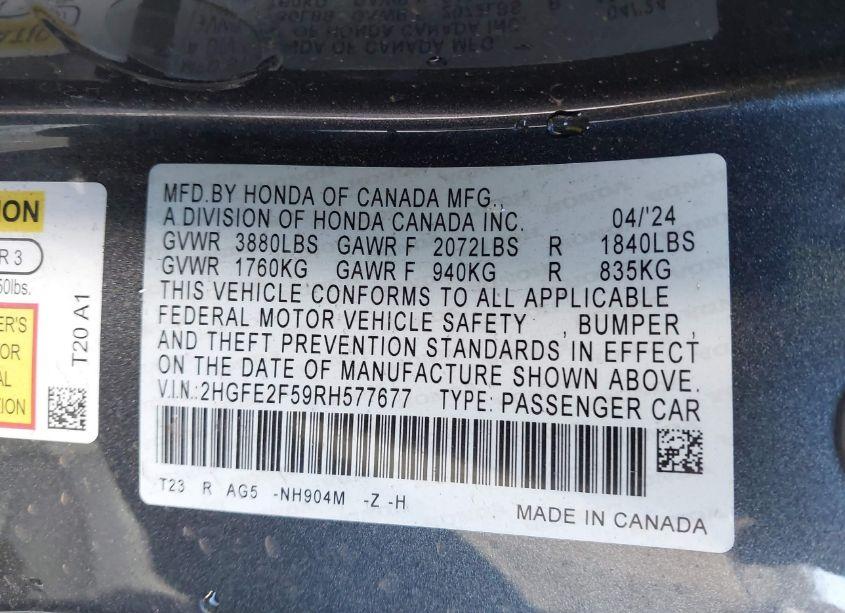 MFD.BY HONDA OF CANADA MFG.,
A DIVISION OF HONDA CANADA INC. 04/'24
GVWR 3880LBS GAWR F 2072LBS R 1840LBS
GVWR 1760KG GAWR F 940KG R 835KG
THIS VEHICLE CONFORMS TO ALL APPLICABLE
FEDERAL MOTOR VEHICLE SAFETY , BUMPER ,
AND THEFT PREVENTION STANDARDS IN EFFECT
ON THE DATE OF MANUFACTURE SHOWN ABOVE.
V.I.N.:2HGFE2F59RH577677 TYPE: PASSENGER CAR
T23 R AG5 -NH904M -Z -H
MADE IN CANADA
T20 A1
R 3